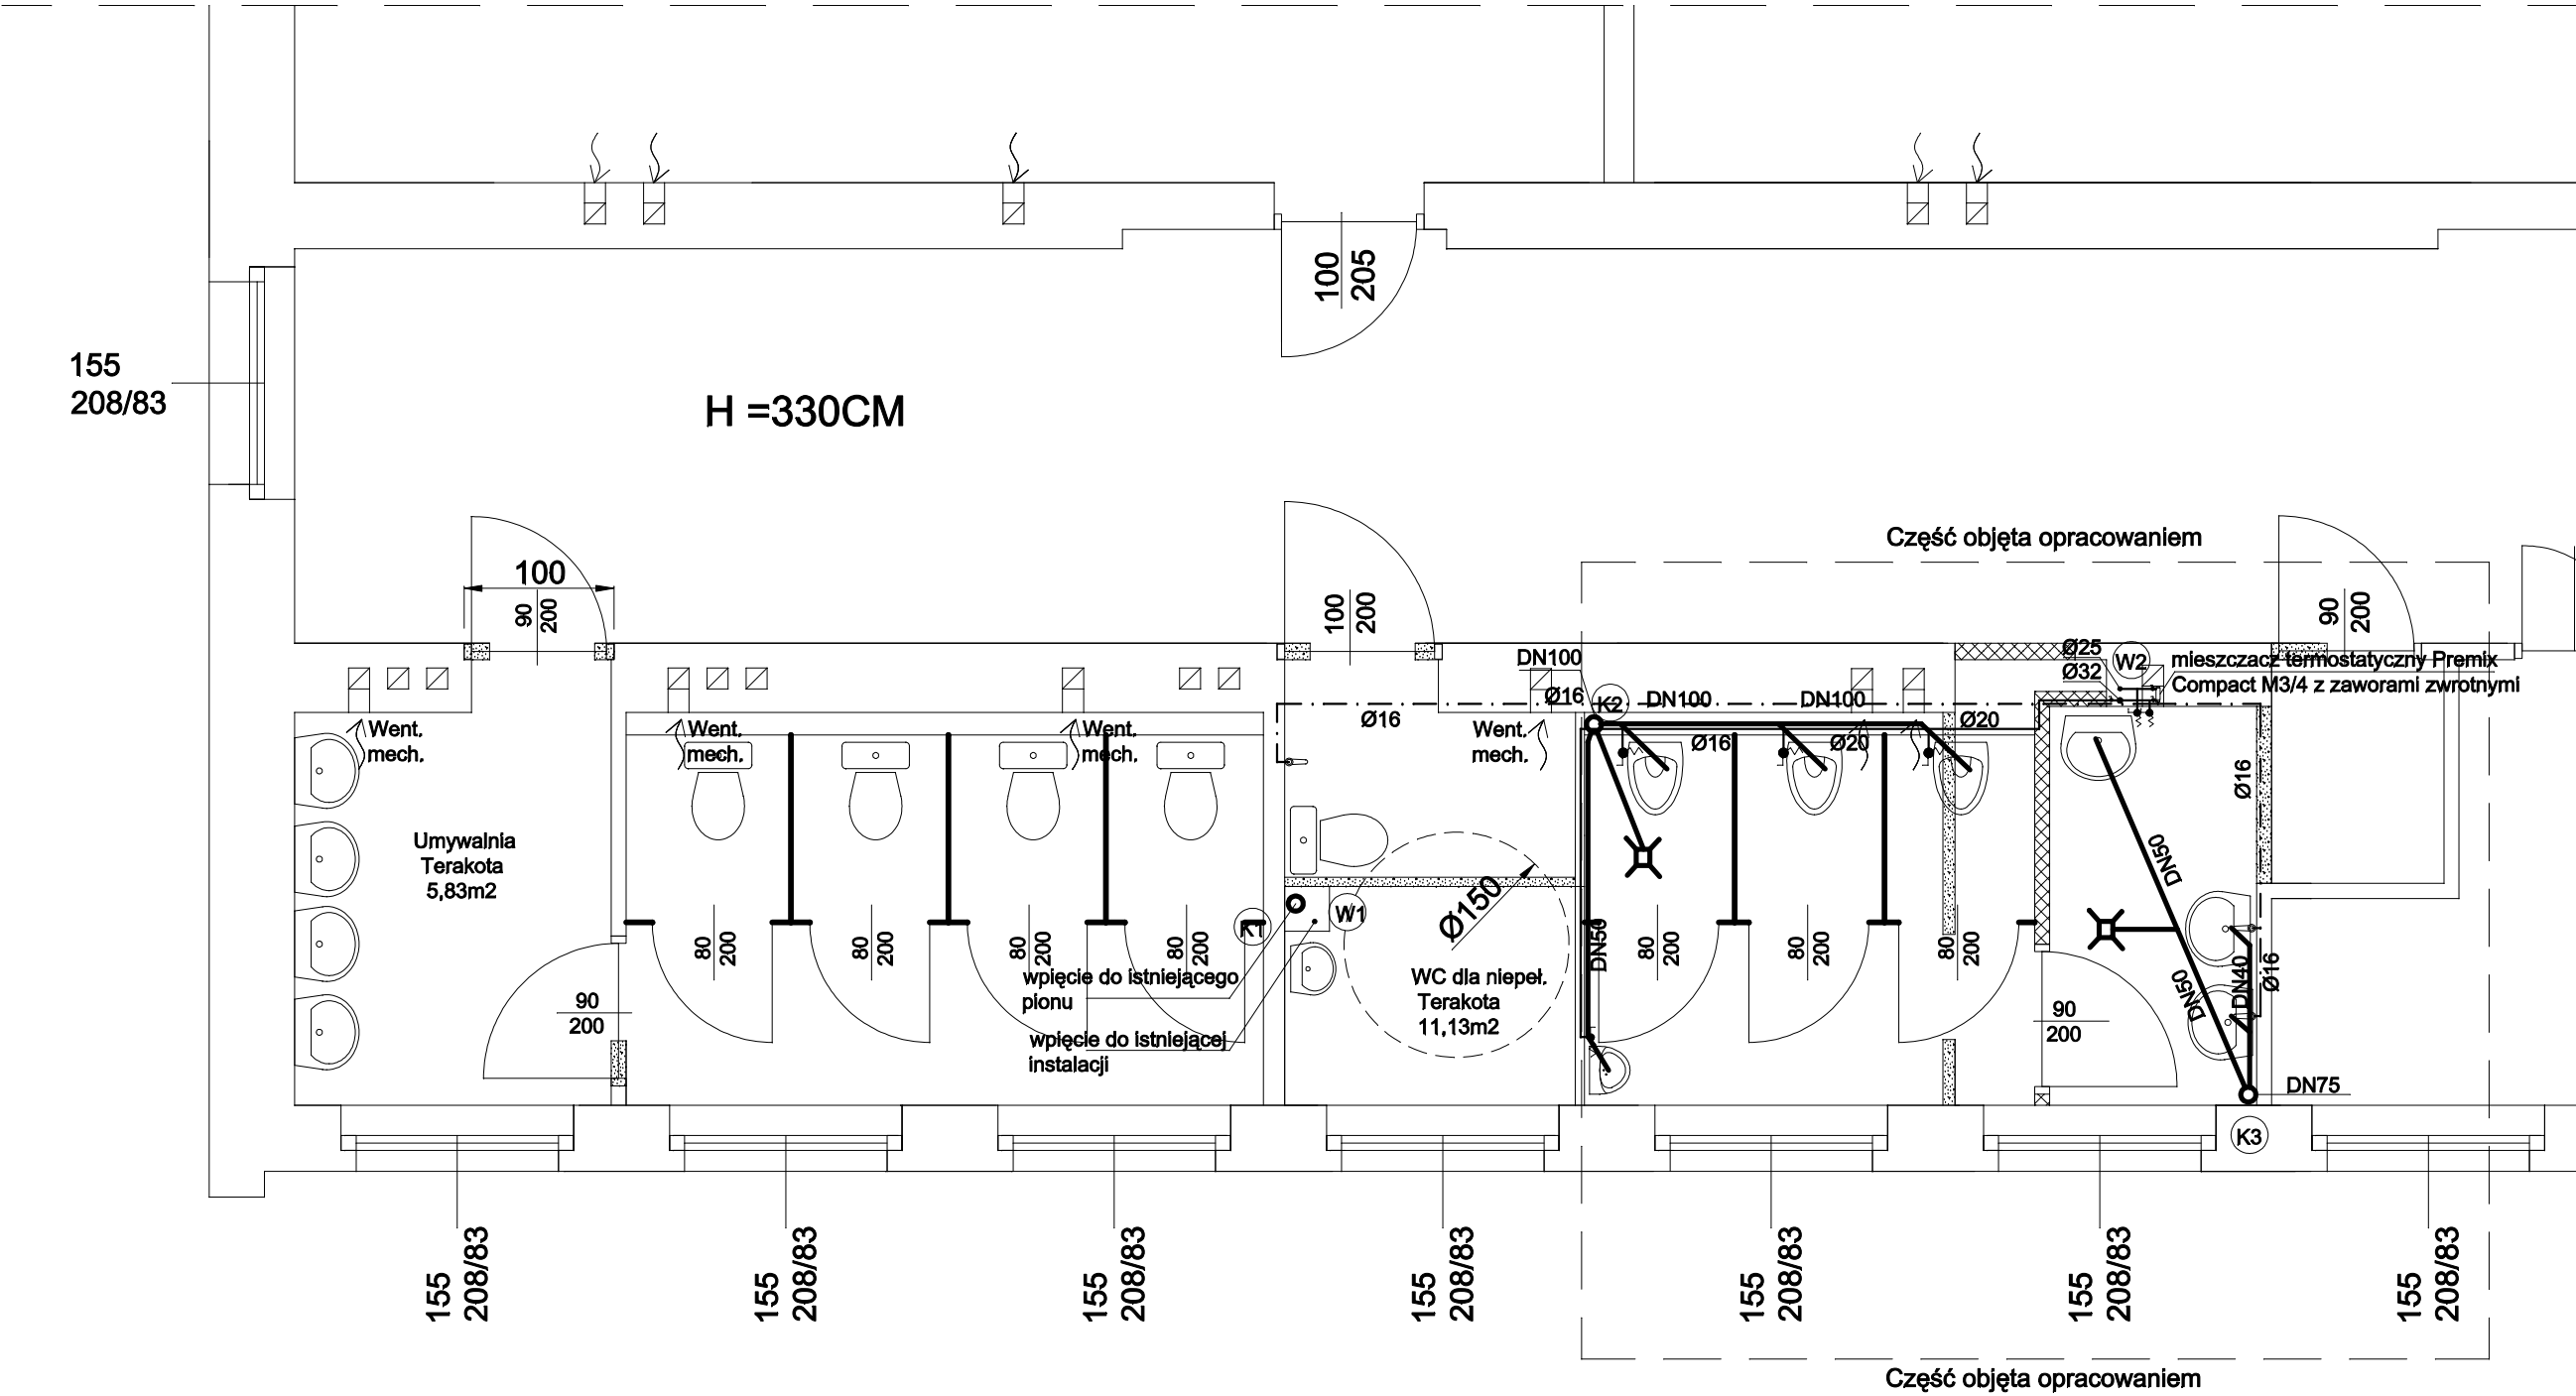 100
205
155
208/83
H =330CM
Część objęta opracowaniem
100
90
200
100
200
90
200
DN100
Ø16
Ø16
K2
DN100
DN100
Ø16
Ø20
Ø20
Ø25
Ø32
W2
mieszczacz termostatyczny Premix
Compact M3/4 z zaworami zwrotnymi
Went.
mech.
Went.
mech.
Went.
mech.
Went.
mech.
Ø16
Umywalnia
Terakota
5,83m2
DN50
K1
W1
Ø150
80
200
80
200
80
200
80
200
DN50
80
200
80
200
80
200
wpięcie do istniejącego
pionu
wpięcie do istniejącej
instalacji
WC dla niepeł.
Terakota
11,13m2
90
200
90
200
DN50
DN40
Ø16
DN75
K3
155
208/83
155
208/83
155
208/83
155
208/83
155
208/83
155
208/83
155
208/83
Część objęta opracowaniem